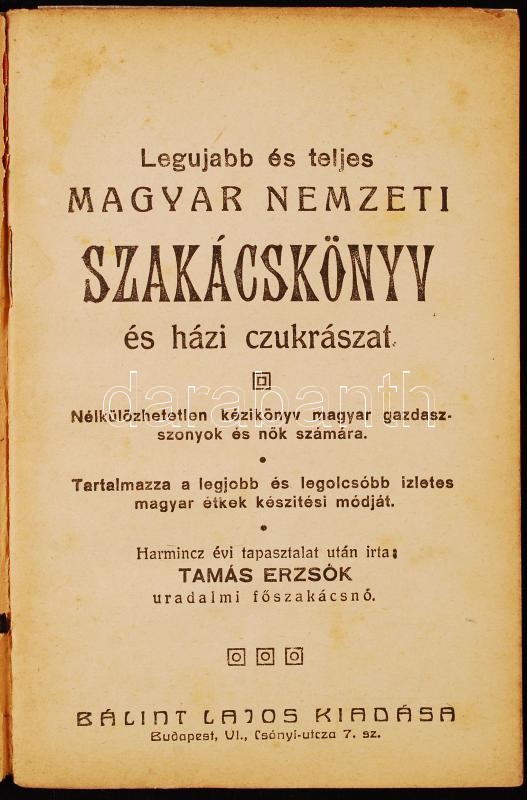 Legujabb és teljes
MAGYAR NEMZETI
SZAKÁCSKÖNYV
és házi czukrászat.
darabanth
Nélkülözhetetlen kézikönyv magyar gazdasz-
szonyok és nők számára.
Tartalmazza a legjobb és legolcsóbb izletes
magyar étkek készitési módját.
Harmincz évi tapasztalat után irta:
TAMÁS ERZSÓK
uradalmi főszakácsnő.
BÁLINT LAJOS KIADÁSA
Budapest, VI., Csányi-utcza 7. sz.